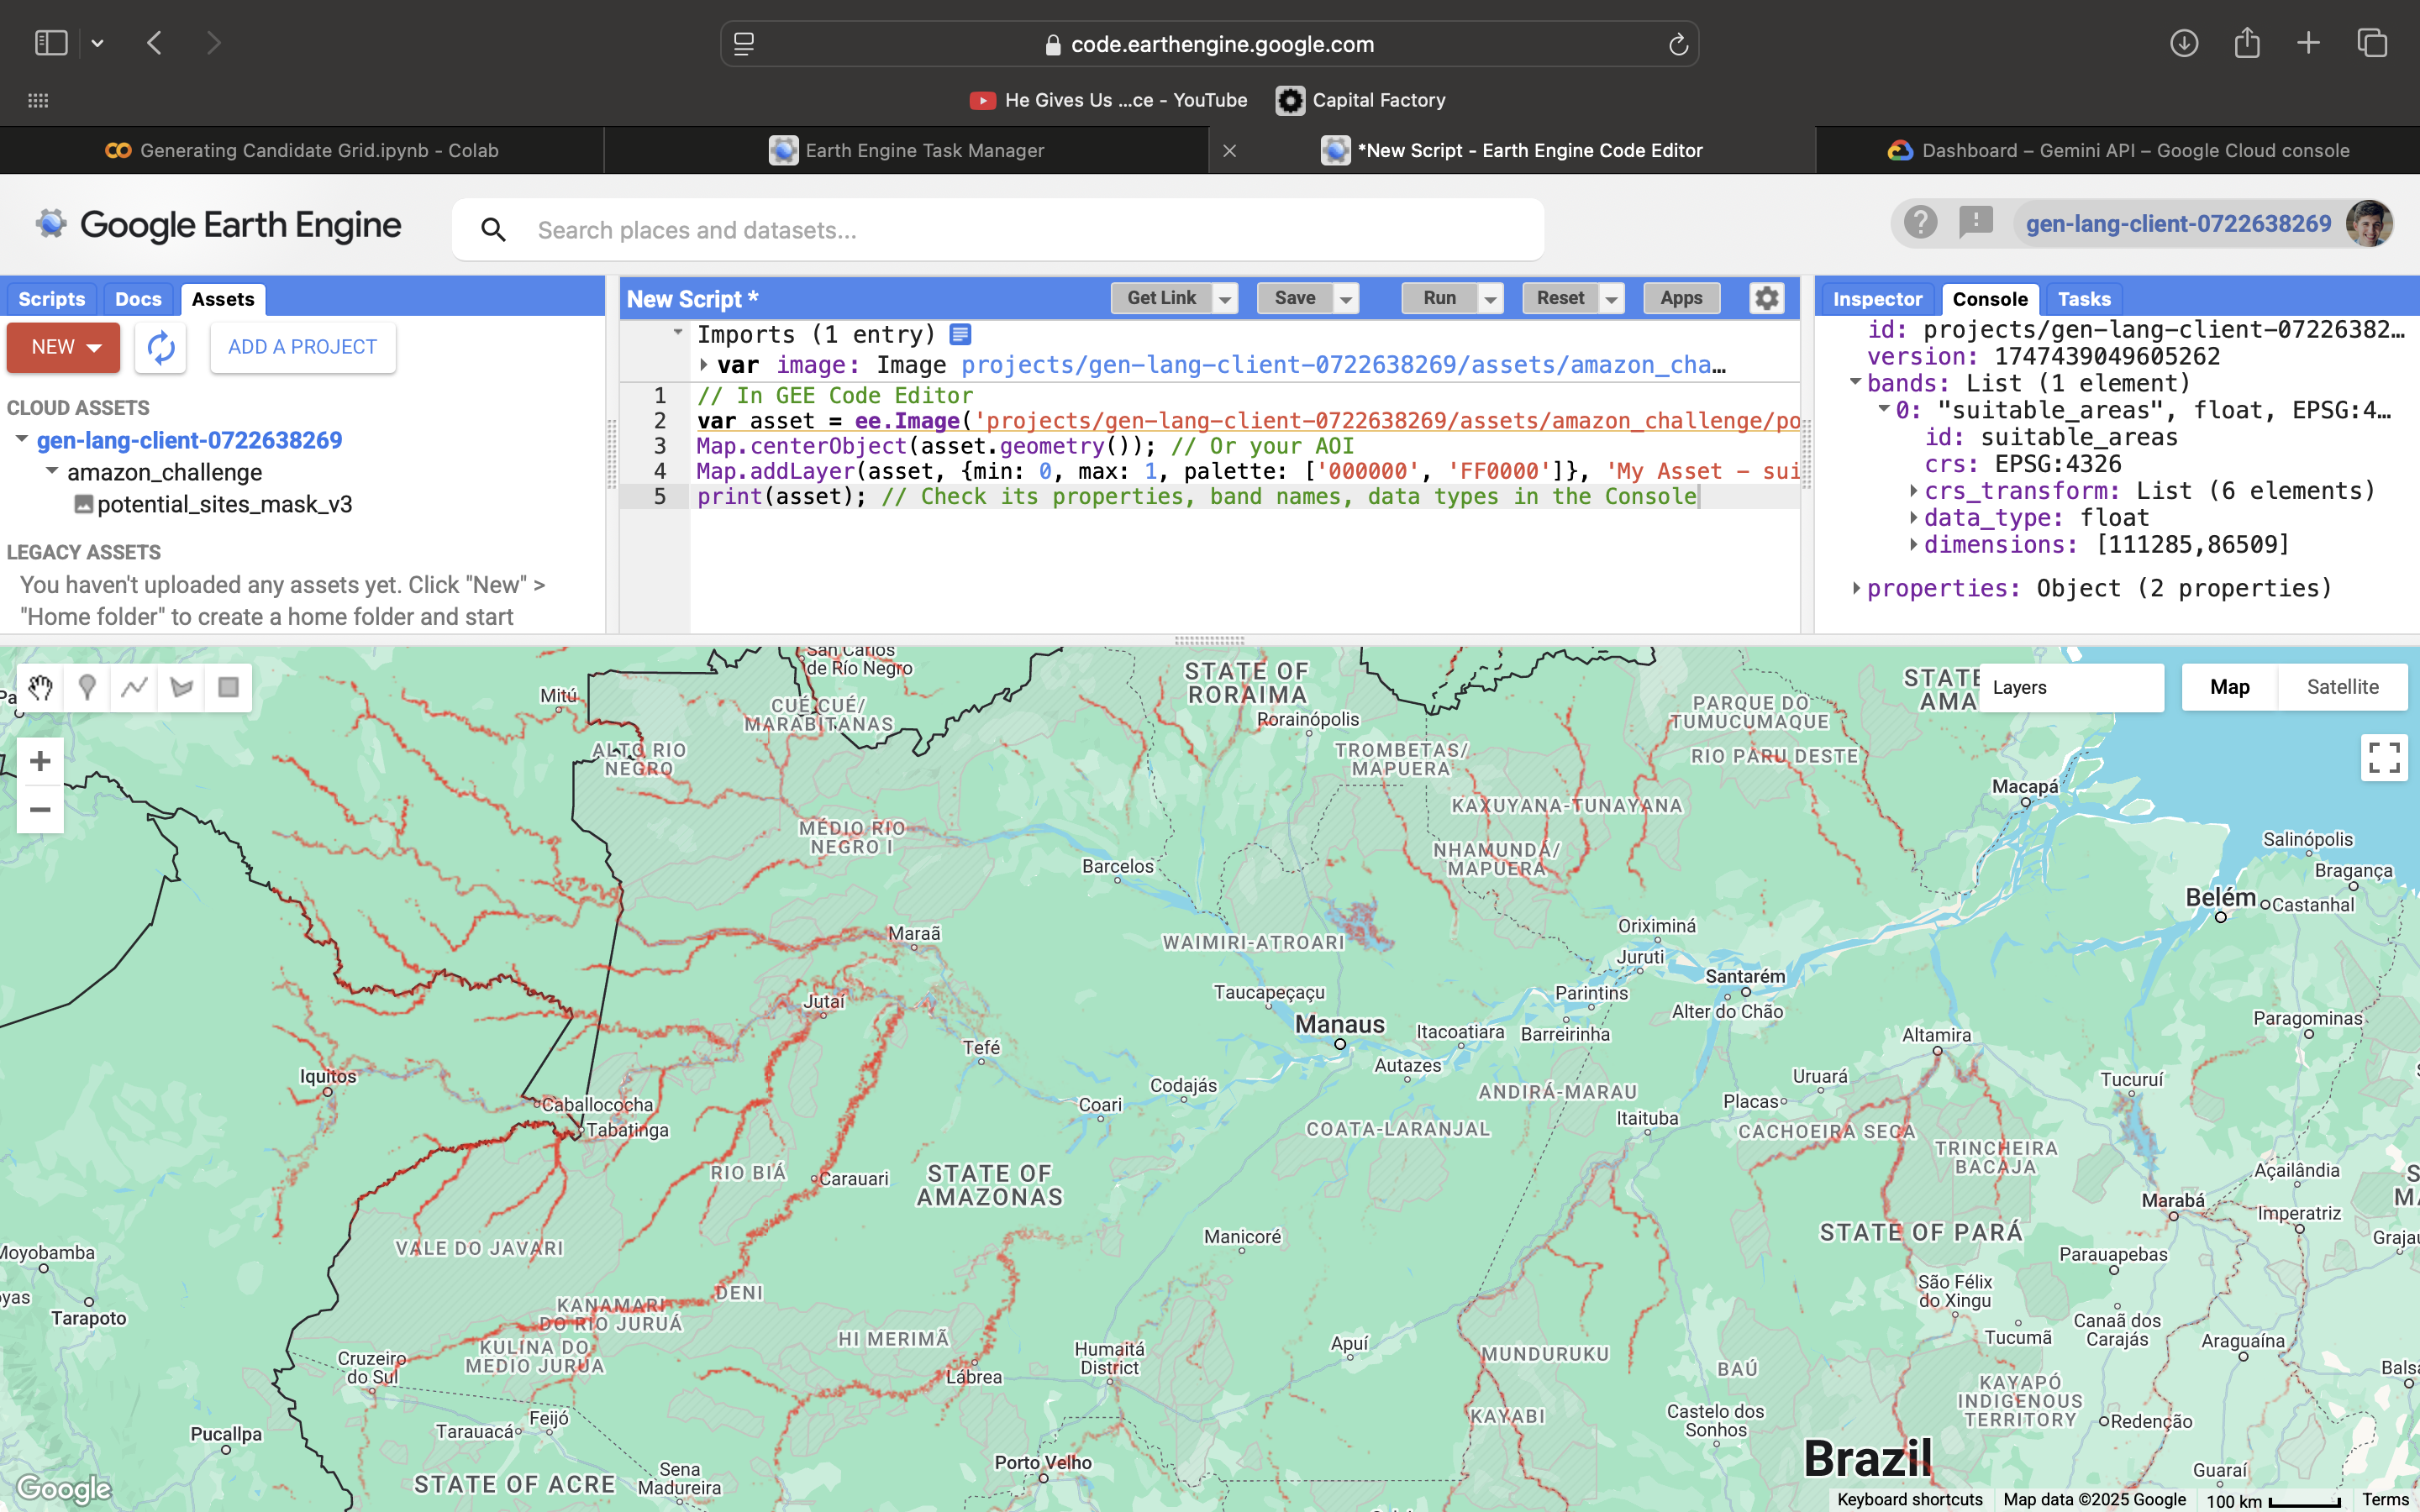 code.earthengine.google.com
He Gives Us ...ce - YouTube
Capital Factory
Generating Candidate Grid.ipynb - Colab
Earth Engine Task Manager
*New Script - Earth Engine Code Editor
Dashboard – Gemini API – Google Cloud console
Google Earth Engine
Search places and datasets...
gen-lang-client-0722638269
Scripts
Docs
Assets
NEW
ADD A PROJECT
CLOUD ASSETS
gen-lang-client-0722638269
amazon_challenge
potential_sites_mask_v3
LEGACY ASSETS
You haven't uploaded any assets yet. Click "New" >
"Home folder" to create a home folder and start
New Script *
Get Link
Save
Run
Reset
Apps
Imports (1 entry)
var image: Image projects/gen-lang-client-0722638269/assets/amazon_cha…
1 // In GEE Code Editor
2 var asset = ee.Image('projects/gen-lang-client-0722638269/assets/amazon_challenge/po
3 Map.centerObject(asset.geometry()); // Or your AOI
4 Map.addLayer(asset, {min: 0, max: 1, palette: ['000000', 'FF0000']}, 'My Asset - sui
5 print(asset); // Check its properties, band names, data types in the Console
Inspector
Console
Tasks
id: projects/gen-lang-client-07226382…
version: 1747439049605262
bands: List (1 element)
0: "suitable_areas", float, EPSG:4…
id: suitable_areas
crs: EPSG:4326
crs_transform: List (6 elements)
data_type: float
dimensions: [111285,86509]
properties: Object (2 properties)
Layers
Map
Satellite
San Carlos
de Río Negro
Mitú
CUÉ CUÉ/
MARABITANAS
ALTO RIO
NEGRO
STATE OF
RORAIMA
Rorainópolis
TROMBETAS/
MAPUERA
PARQUE DO
TUMUCUMAQUE
RIO PARU DESTE
STATE
AMA
Macapá
KAXUYANA-TUNAYANA
MÉDIO RIO
NEGRO I
Barcelos
NHAMUNDÁ/
MAPUERA
Salinópolis
Bragança
Belém
Castanhal
Maraã
WAIMIRI-ATROARI
Oriximiná
Juruti
Santarém
Jutaí
Taucapeçaçu
Parintins
Alter do Chão
Manaus
Itacoatiara
Barreirinha
Paragominas
Altamira
Tefé
Autazes
Iquitos
Codajás
Uruará
Tucuruí
Caballococha
Coari
ANDIRÁ-MARAU
Placas
Itaituba
Tabatinga
COATA-LARANJAL
CACHOEIRA SECA
TRINCHEIRA
BACAJA
RIO BIÁ
Carauari
STATE OF
AMAZONAS
Açailândia
Marabá
Imperatriz
VALE DO JAVARI
Manicoré
STATE OF PARÁ
Moyobamba
Parauapebas
São Félix
do Xingu
DENI
Tarapoto
KANAMARI
DO RIO JURUÁ
HI MERIMÃ
KULINA DO
MEDIO JURUA
Cruzeiro
do Sul
Humaitá
District
Apuí
MUNDURUKU
BAÚ
Tucumã
Canaã dos
Carajás
Araguaína
Lábrea
KAYAPÓ
INDIGENOUS
TERRITORY
KAYABI
Castelo dos
Sonhos
Redenção
Feijó
Tarauacá
Pucallpa
Brazil
Porto Velho
STATE OF ACRE
Sena
Madureira
Guaraí
Google
Keyboard shortcuts
Map data ©2025 Google
100 km
Terms